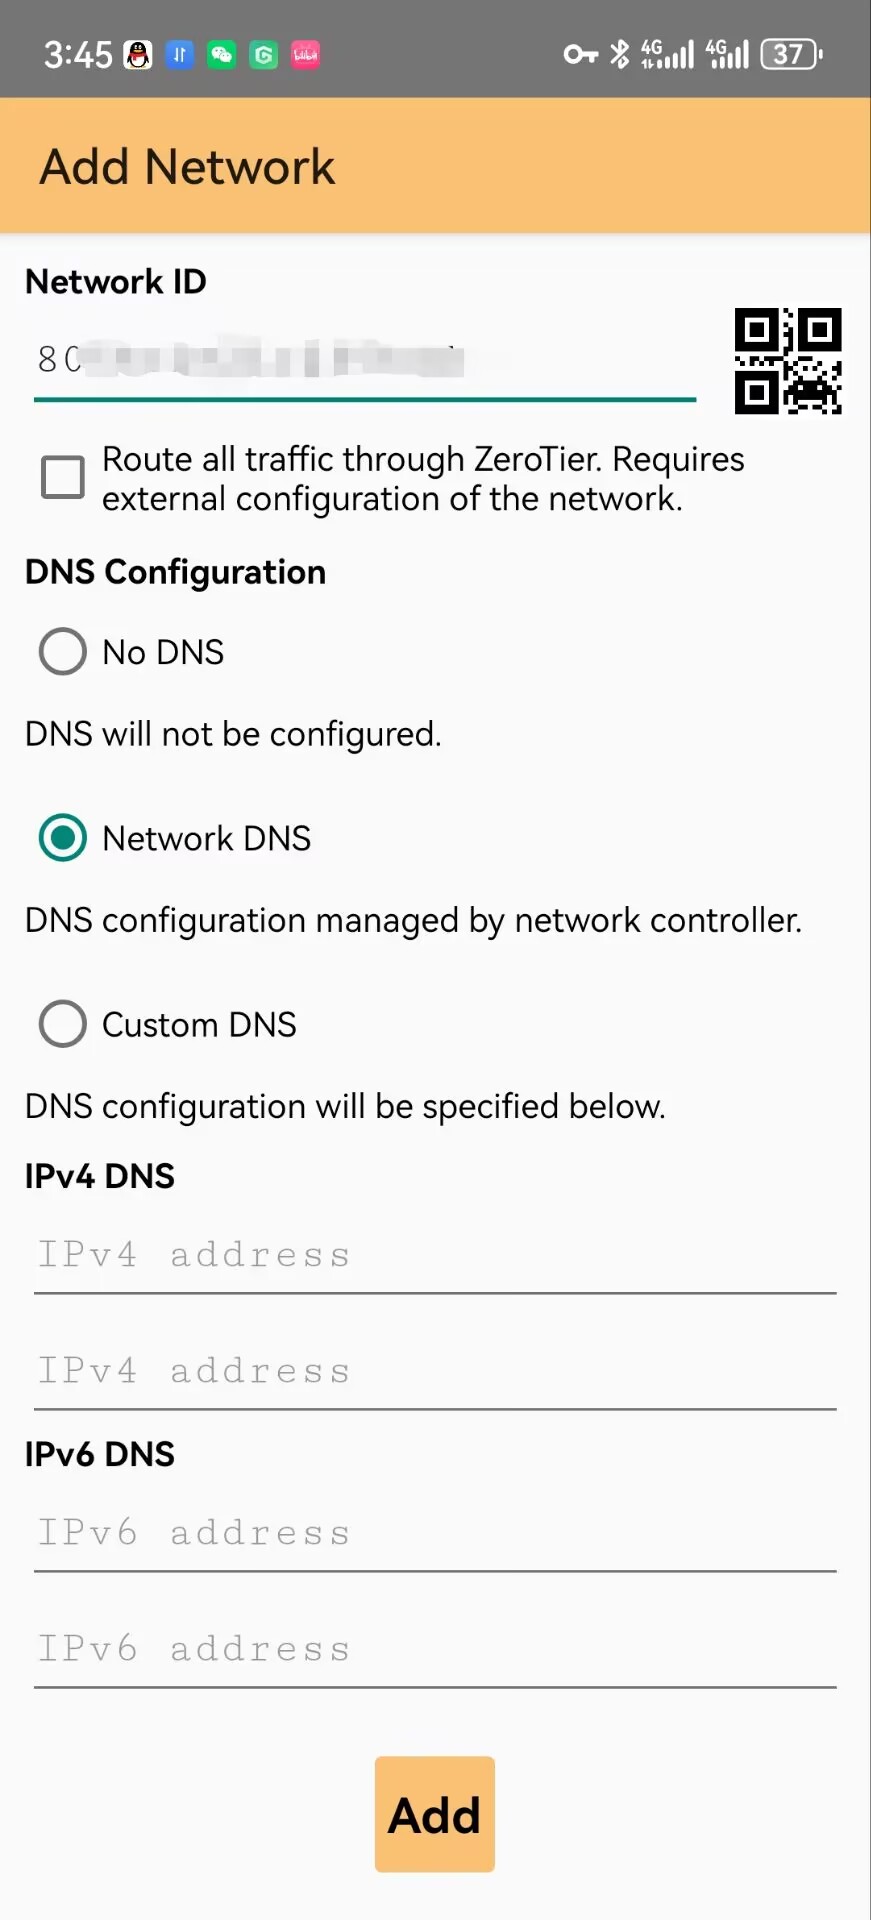 3:45
4G 4G 37
Add Network
Network ID
80
Route all traffic through ZeroTier. Requires
external configuration of the network.
DNS Configuration
No DNS
DNS will not be configured.
Network DNS
DNS configuration managed by network controller.
Custom DNS
DNS configuration will be specified below.
IPv4 DNS
IPv4 address
IPv4 address
IPv6 DNS
IPv6 address
IPv6 address
Add